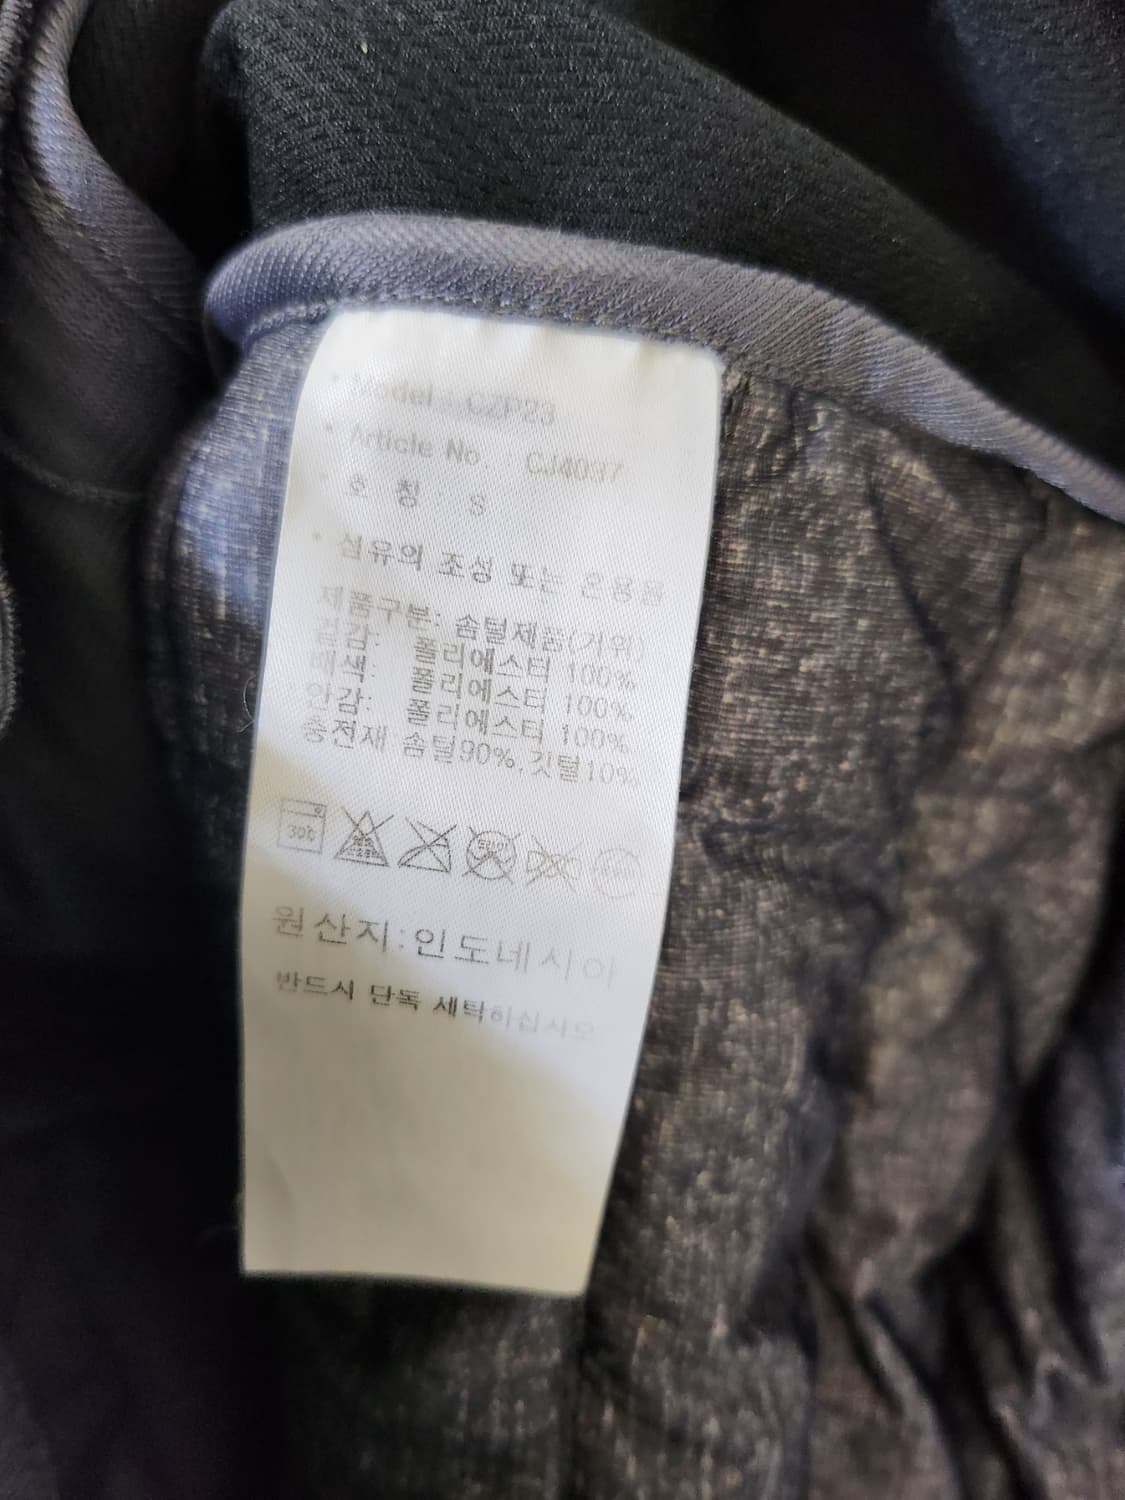 • Model : CZP23
• Article No. : CJ4097
• 호 칭 : S
• 섬유의 조성 또는 혼용율
제품구분: 솜털제품(거위)
겉감: 폴리에스터 100%
배색: 폴리에스터 100%
안감: 폴리에스터 100%
충전재 솜털90%,깃털10%
30℃
원산지:인도네시아
반드시 단독 세탁하십시오